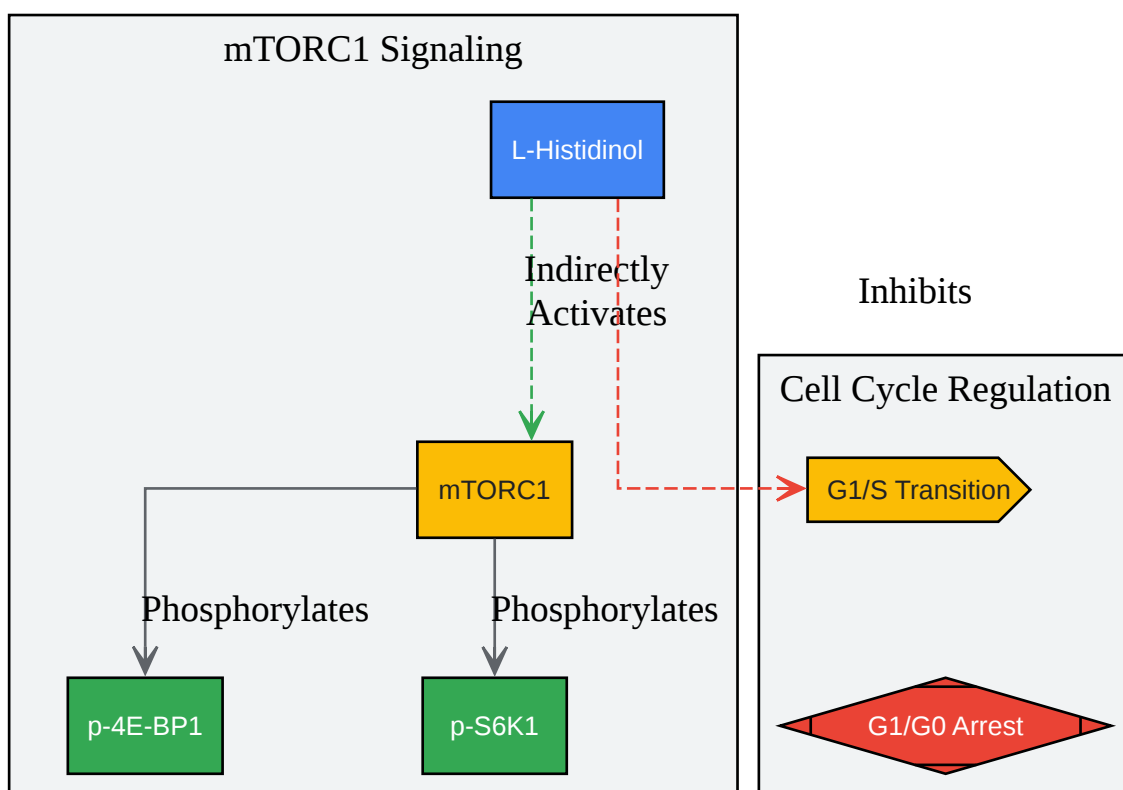 mTORC1 Signaling
L-Histidinol
Indirectly
Activates
Inhibits
Cell Cycle Regulation
mTORC1
G1/S Transition
Phosphorylates
Phosphorylates
p-4E-BP1
p-S6K1
G1/G0 Arrest